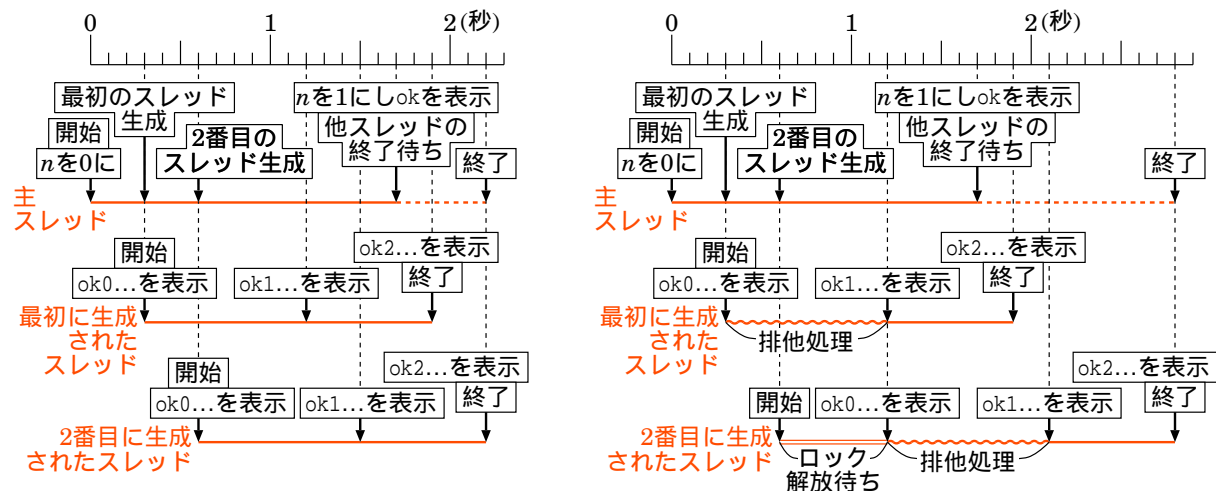 0 1 2(秒)
最初のスレッド
生成
開始
nを0に
2番目の
スレッド生成
nを1にしokを表示
他スレッドの
終了待ち
終了
主
スレッド
開始
ok0...を表示
ok1...を表示
ok2...を表示
終了
最初に生成
された
スレッド
開始
ok0...を表示
ok1...を表示
ok2...を表示
終了
2番目に生成
されたスレッド
0 1 2(秒)
最初のスレッド
生成
開始
nを0に
2番目の
スレッド生成
nを1にしokを表示
他スレッドの
終了待ち
終了
主
スレッド
開始
ok0...を表示
ok1...を表示
ok2...を表示
終了
最初に生成
された
スレッド
排他処理
開始
ok0...を表示
ok1...を表示
ok2...を表示
終了
2番目に生成
されたスレッド
ロック
解放待ち
排他処理